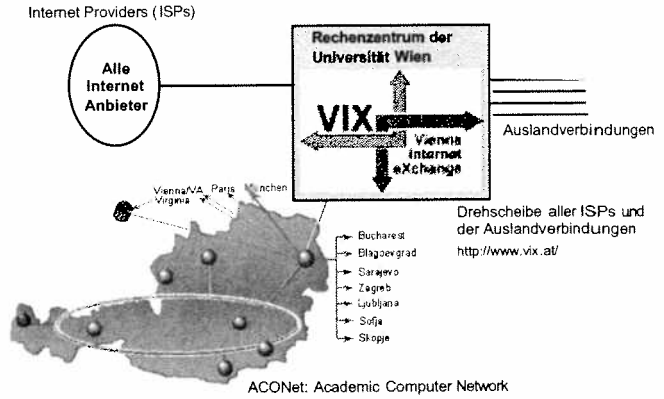 Internet Providers (ISPs)
Alle
Internet
Anbieter
Rechenzentrum der
Universität Wien
VIX
Vienna
Internet
eXchange
Auslandverbindungen
Drehscheibe aller ISPs und
der Auslandverbindungen
http://www.vix.at/
Vienna/VA
Virginia
Paris
München
Bucharest
Blagoevgrad
Sarajevo
Zagreb
Ljubljana
Sofja
Skopje
ACONet: Academic Computer Network